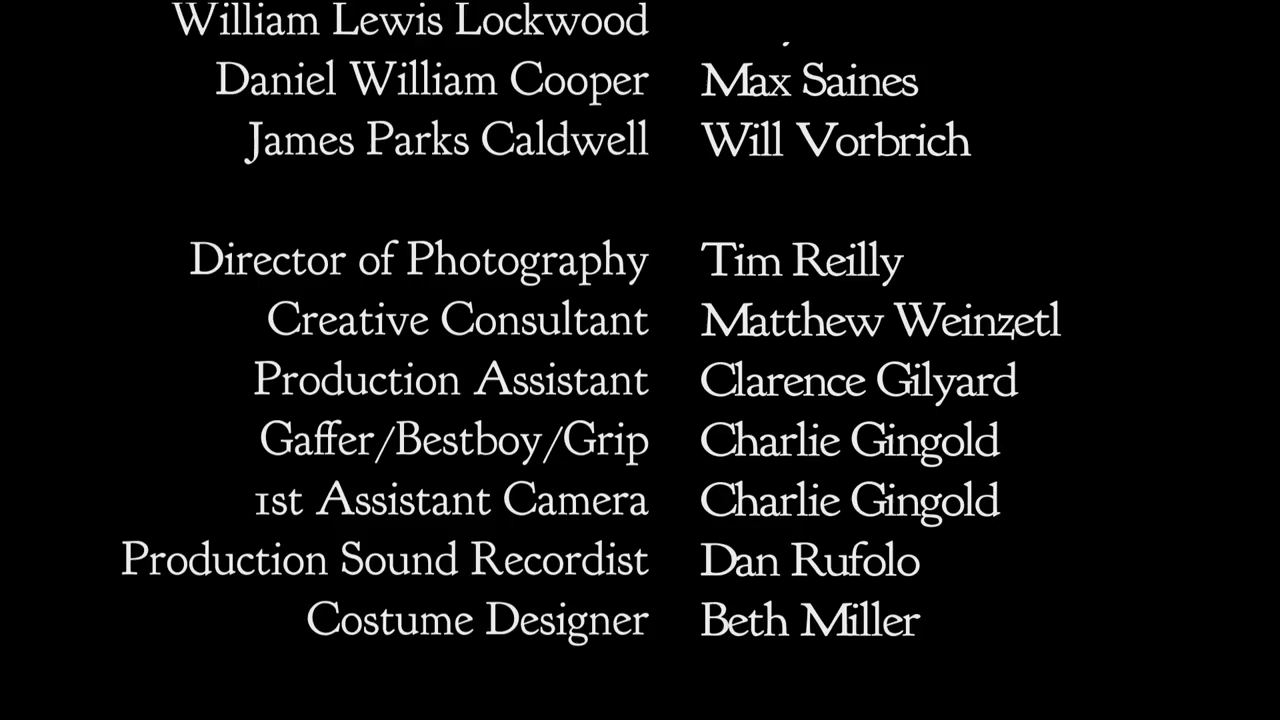 William Lewis Lockwood
Daniel William Cooper Max Saines
James Parks Caldwell Will Vorbrich
Director of Photography Tim Reilly
Creative Consultant Matthew Weinzetl
Production Assistant Clarence Gilyard
Gaffer/Bestboy/Grip Charlie Gingold
1st Assistant Camera Charlie Gingold
Production Sound Recordist Dan Rufolo
Costume Designer Beth Miller